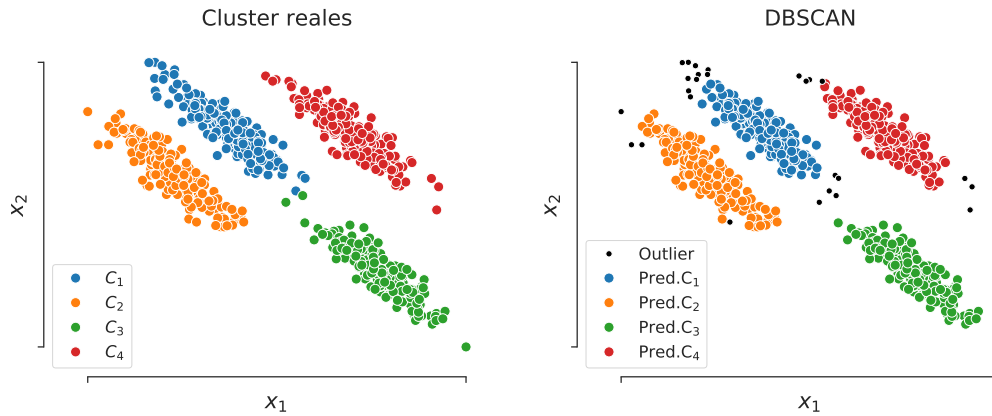 Cluster reales
x₂
C₁
C₂
C₃
C₄
x₁
DBSCAN
x₂
Outlier
Pred.C₁
Pred.C₂
Pred.C₃
Pred.C₄
x₁